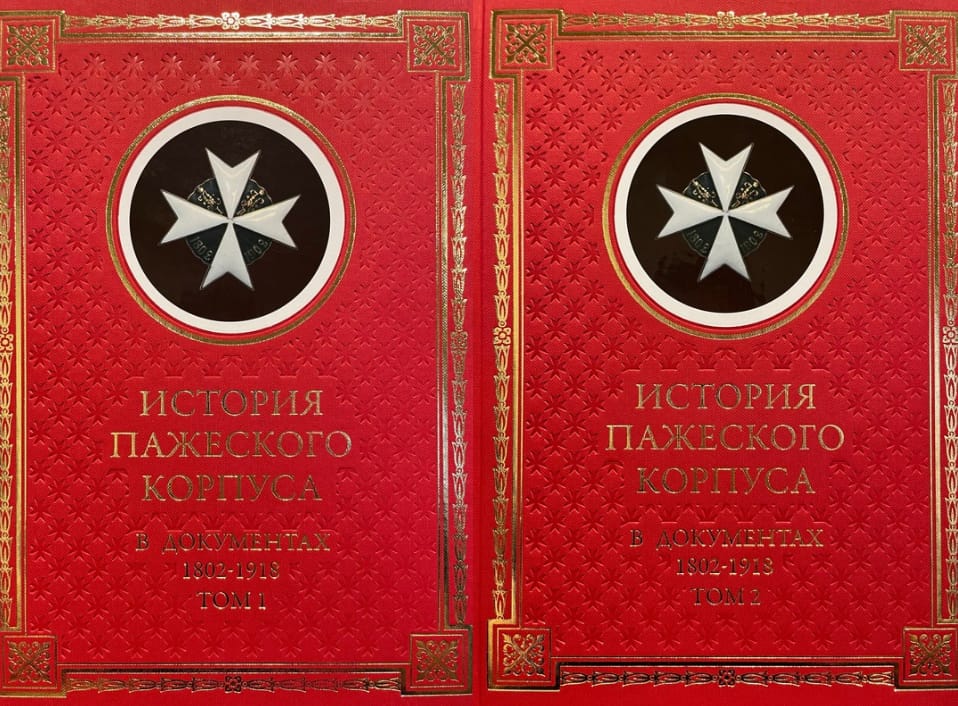 ИСТОРИЯ
ПАЖЕСКОГО
КОРПУСА
В ДОКУМЕНТАХ
1802-1918
ТОМ 1
ИСТОРИЯ
ПАЖЕСКОГО
КОРПУСА
В ДОКУМЕНТАХ
1802-1918
ТОМ 2